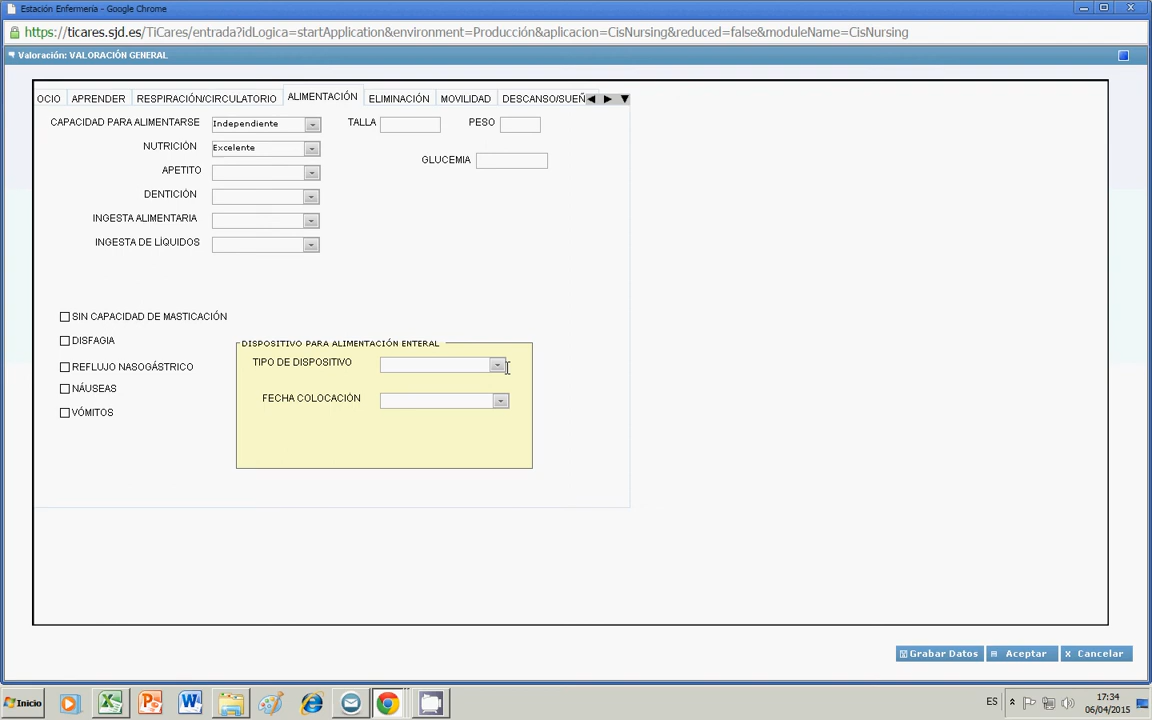 Estación Enfermería - Google Chrome
https://ticares.sjd.es/TiCares/entrada?idLogica=startApplication&environment=Producción&aplicacion=CisNursing&reduced=false&moduleName=CisNursing
Valoración: VALORACIÓN GENERAL
OCIO APRENDER RESPIRACIÓN/CIRCULATORIO ALIMENTACIÓN ELIMINACIÓN MOVILIDAD DESCANSO/SUEÑ
CAPACIDAD PARA ALIMENTARSE Independiente TALLA PESO
NUTRICIÓN Excelente
GLUCEMIA
APETITO
DENTICIÓN
INGESTA ALIMENTARIA
INGESTA DE LÍQUIDOS
SIN CAPACIDAD DE MASTICACIÓN
DISFAGIA
DISPOSITIVO PARA ALIMENTACIÓN ENTERAL
TIPO DE DISPOSITIVO
REFLUJO NASOGÁSTRICO
NÁUSEAS
FECHA COLOCACIÓN
VÓMITOS
Grabar Datos Aceptar x Cancelar
Inicio ES 17:34
06/04/2015